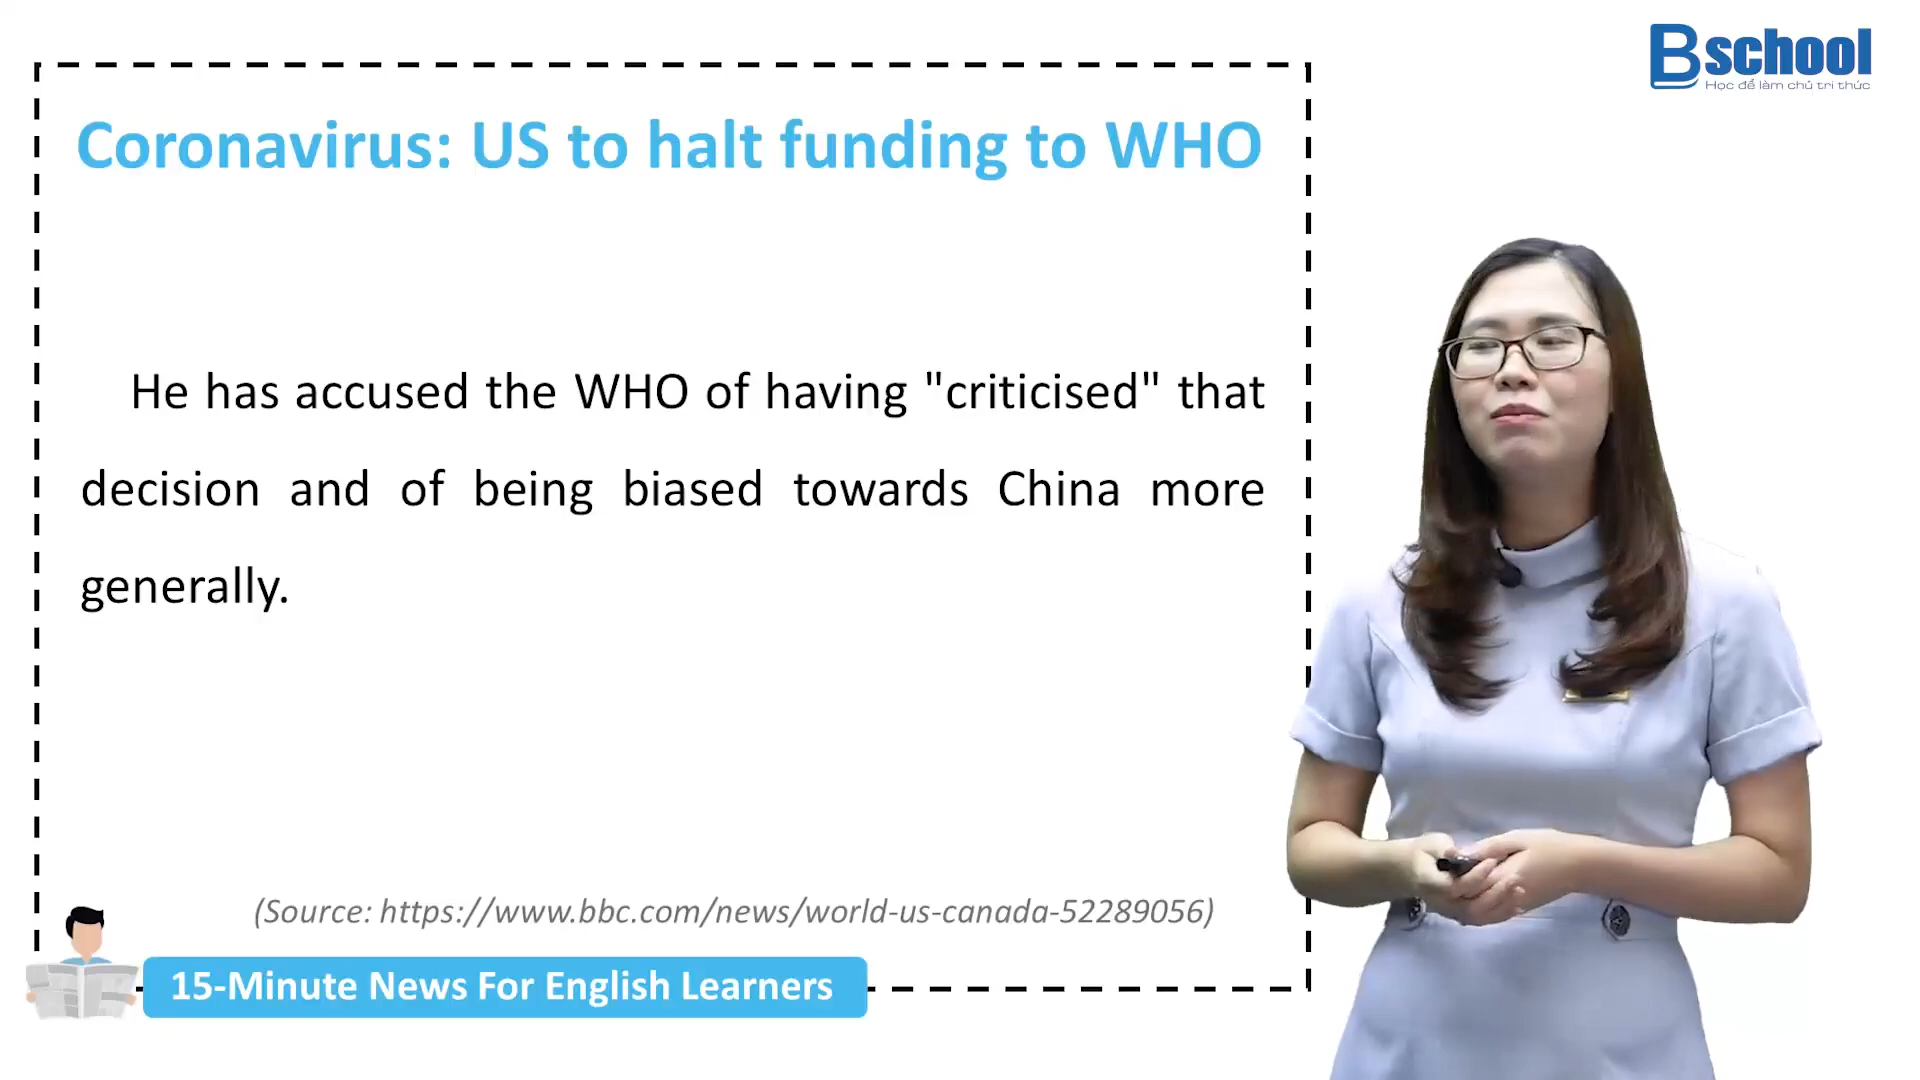 Bschool
Học để làm chủ tri thức
Coronavirus: US to halt funding to WHO
He has accused the WHO of having "criticised" that
decision and of being biased towards China more
generally.
(Source: https://www.bbc.com/news/world-us-canada-52289056)
15-Minute News For English Learners